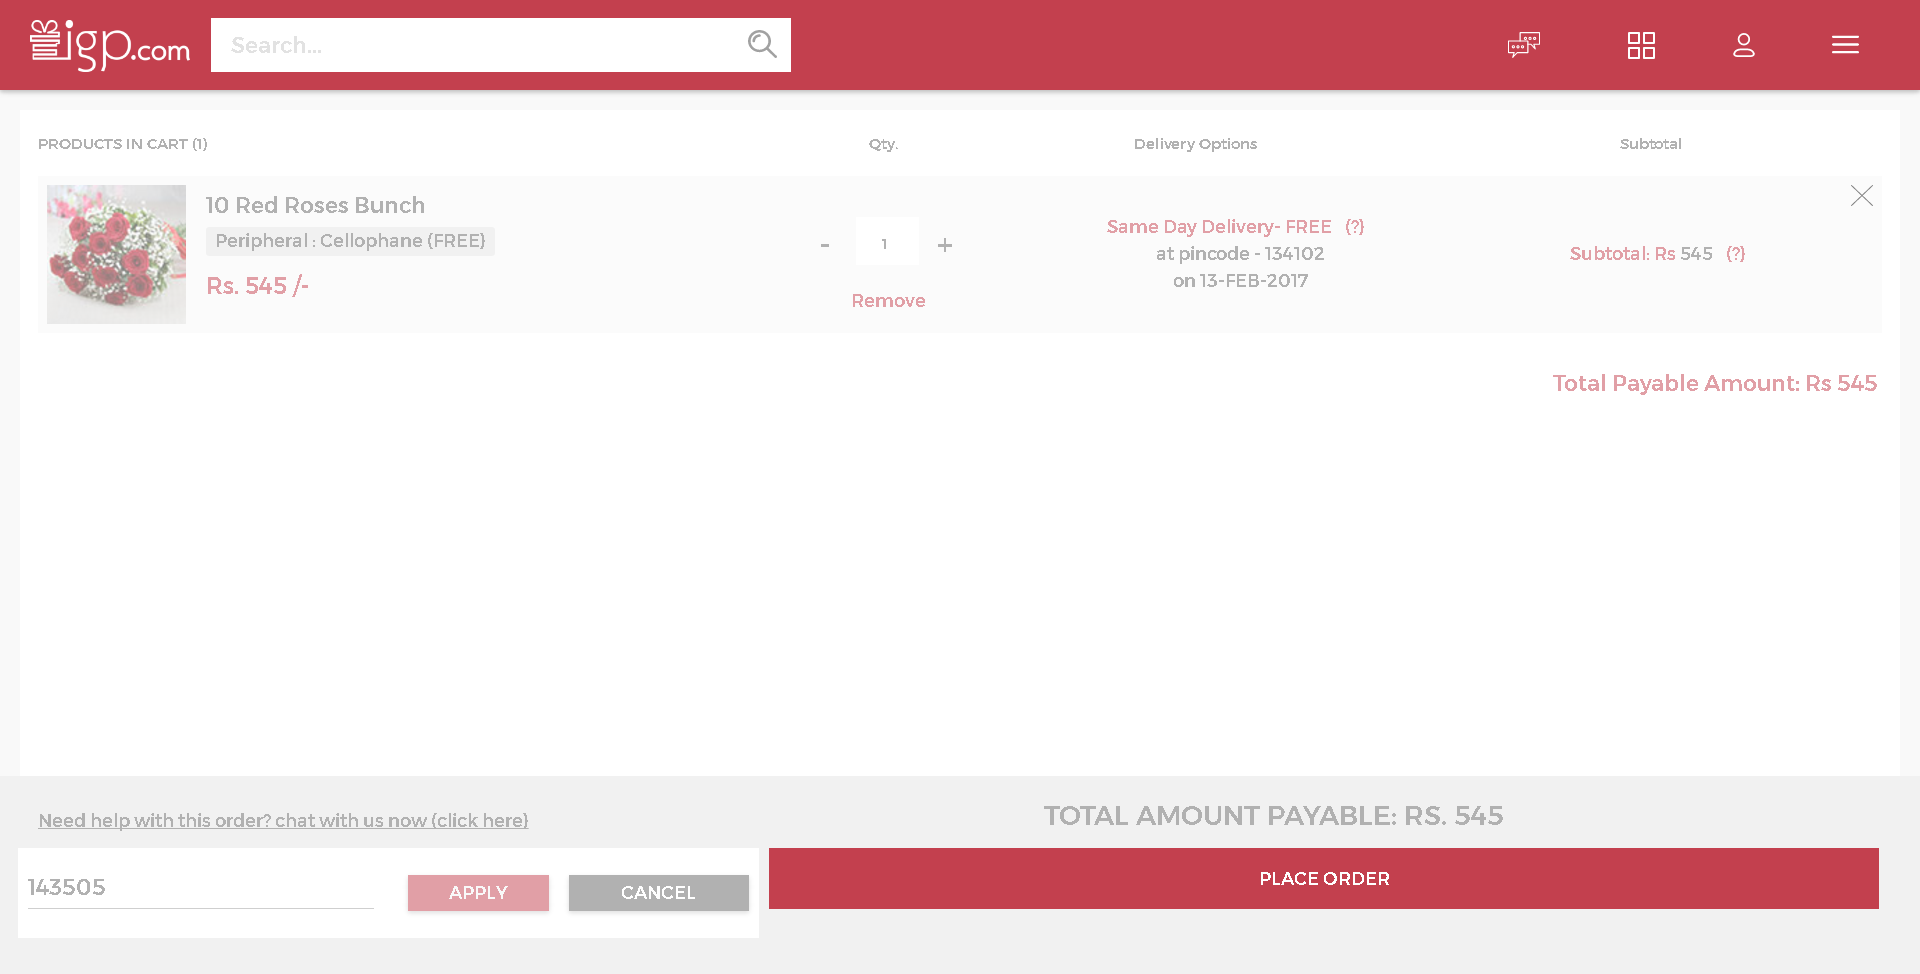 igp.com
Search...
PRODUCTS IN CART (1)
Qty.
Delivery Options
Subtotal
10 Red Roses Bunch
Peripheral : Cellophane (FREE)
Rs. 545 /-
- 1 +
Remove
Same Day Delivery- FREE (?)
at pincode - 134102
on 13-FEB-2017
Subtotal: Rs 545 (?)
Total Payable Amount: Rs 545
Need help with this order? chat with us now (click here)
TOTAL AMOUNT PAYABLE: RS. 545
143505
APPLY
CANCEL
PLACE ORDER